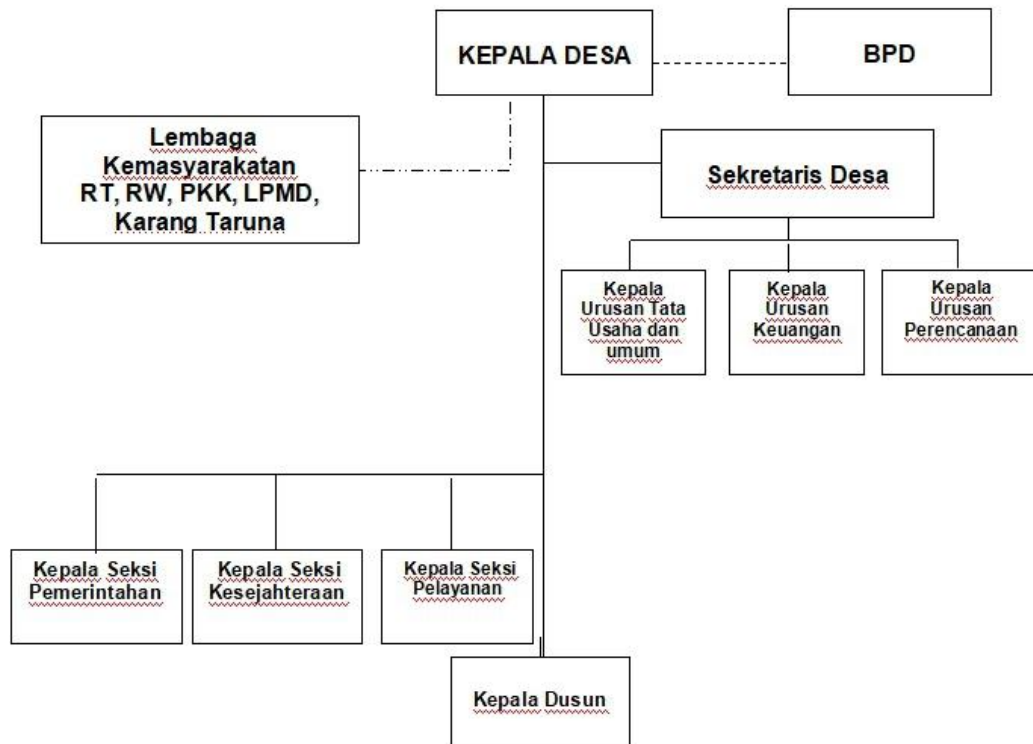 KEPALA DESA
BPD
Lembaga
Kemasyarakatan
RT, RW, PKK, LPMD,
Karang Taruna
Sekretaris Desa
Kepala
Urusan Tata
Usaha dan
umum
Kepala
Urusan
Keuangan
Kepala
Urusan
Perencanaan
Kepala Seksi
Pemerintahan
Kepala Seksi
Kesejahteraan
Kepala Seksi
Pelayanan
Kepala Dusun